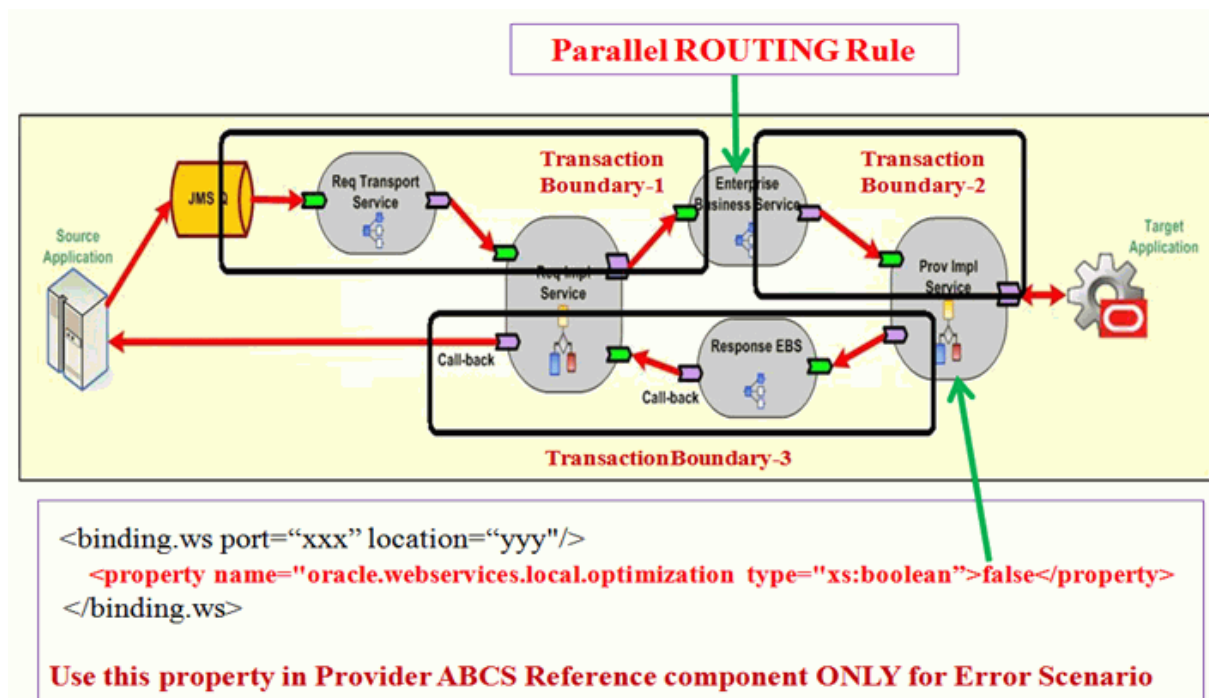 Parallel ROUTING Rule
Transaction
Boundary-1
Transaction
Boundary-2
JMS Q
Req Transport
Service
Enterprise
Business Service
Source
Application
Target
Application
Req Impl
Service
Prov Impl
Service
Call-back
Response EBS
Call-back
TransactionBoundary-3
<binding.ws port=“xxx” location=“yyy"/>
<property name="oracle.webservices.local.optimization type="xs:boolean”>false</property>
</binding.ws>
Use this property in Provider ABCS Reference component ONLY for Error Scenario